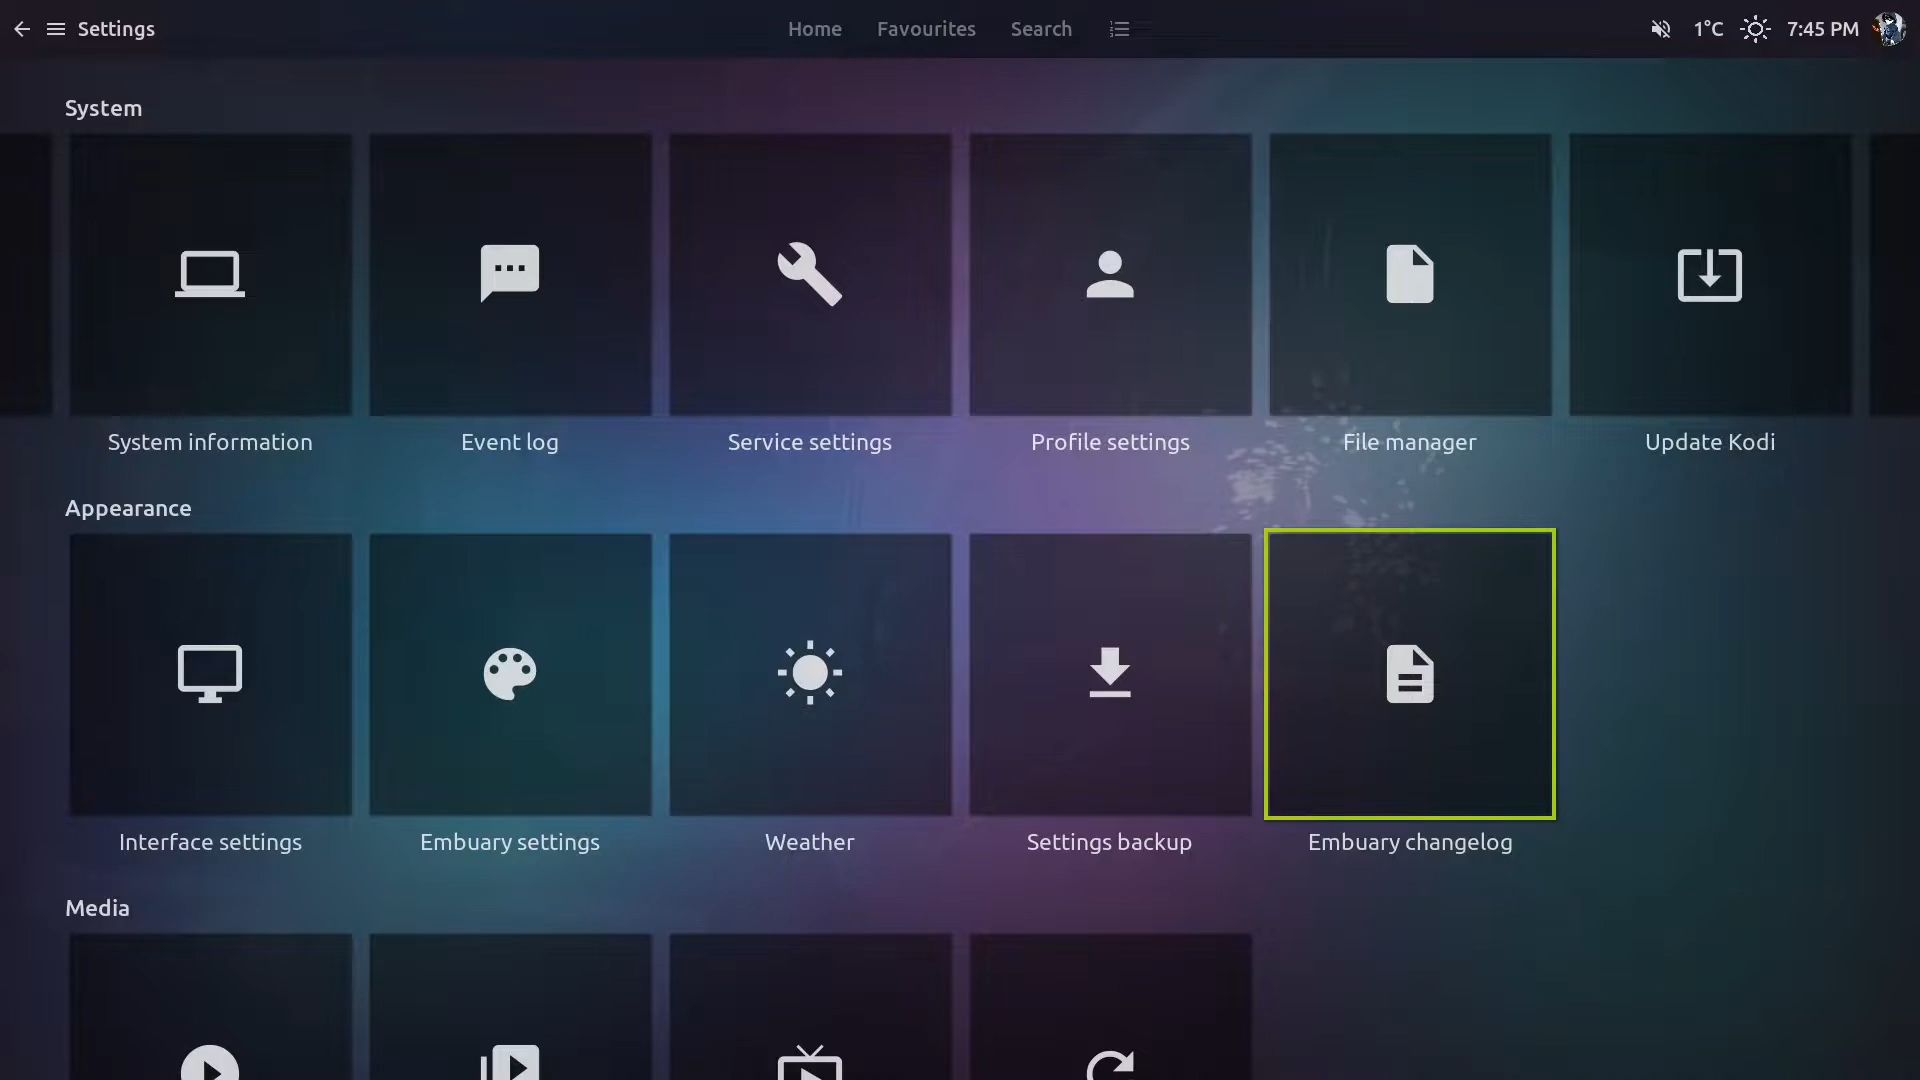 Settings
Home Favourites Search
1°C 7:45 PM
System
System information Event log Service settings Profile settings File manager Update Kodi
Appearance
Interface settings Embuary settings Weather Settings backup Embuary changelog
Media